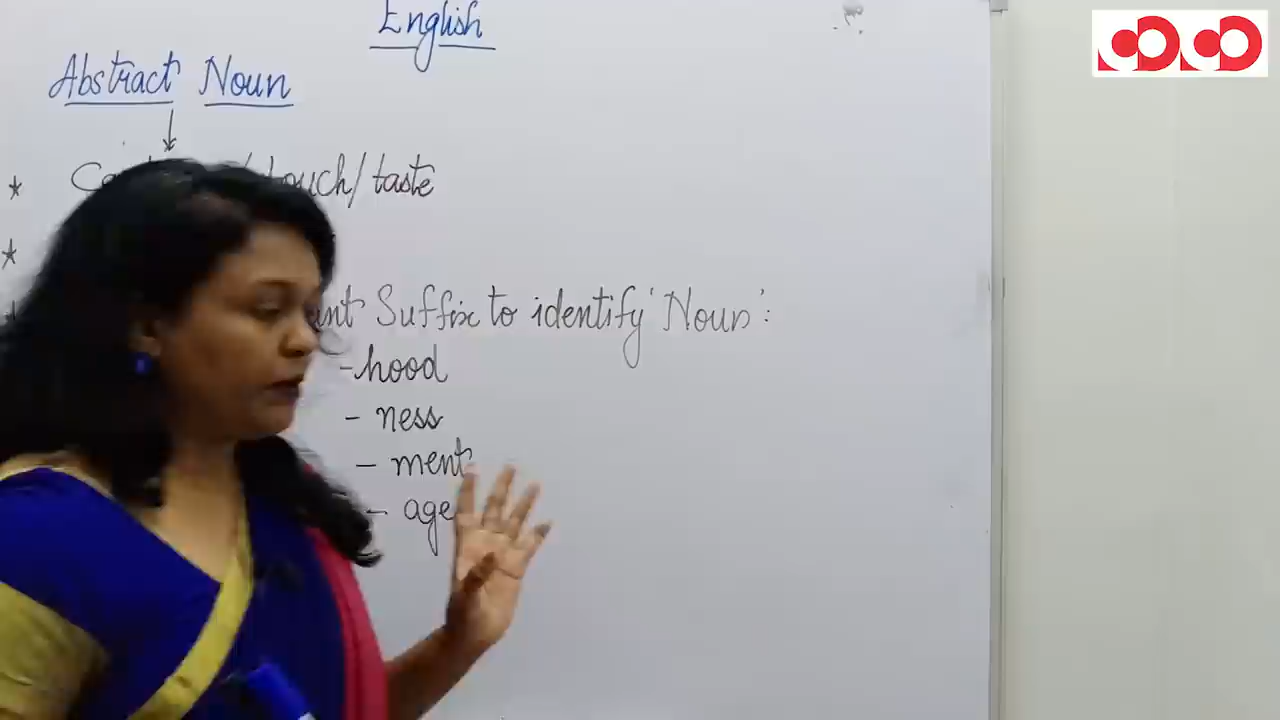 English
Abstract Noun
* touch/taste
*
Suffix to identify 'Noun':
-hood
- ness
- ment
- age